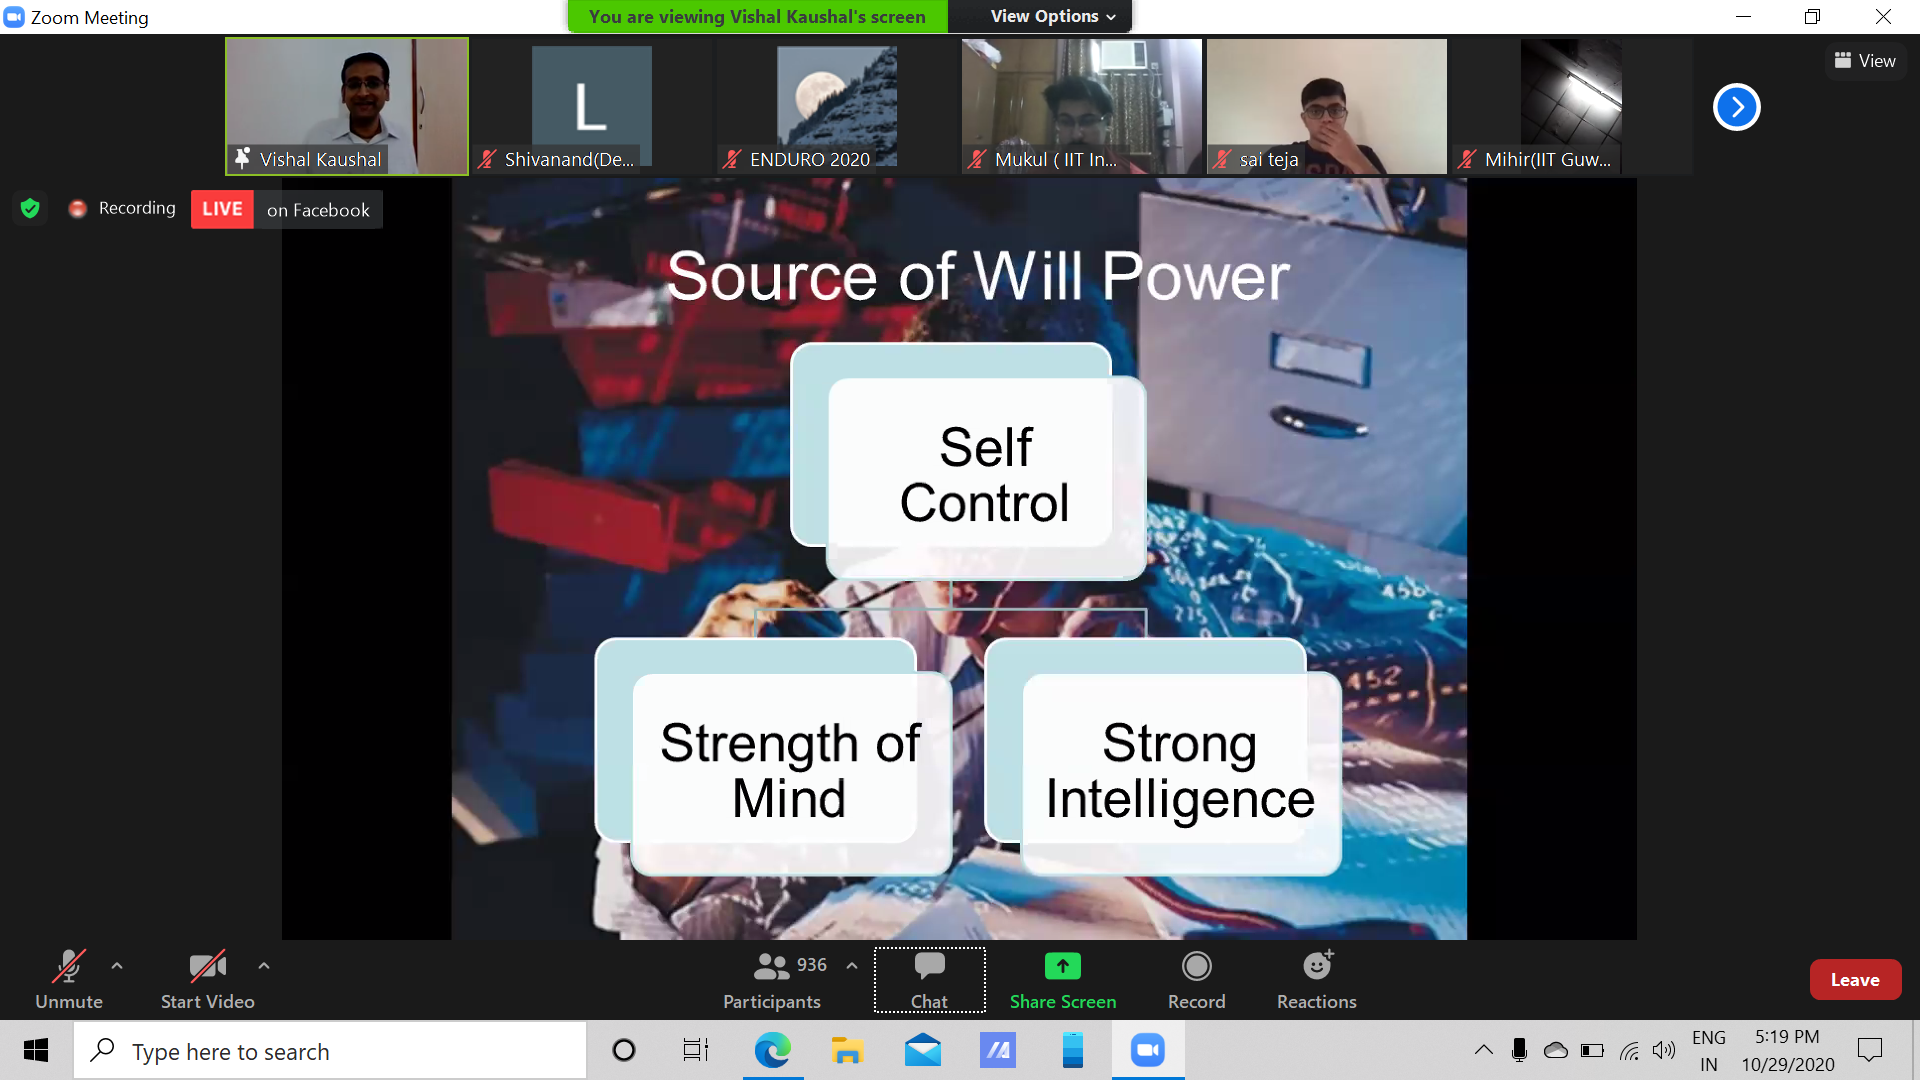 Zoom Meeting
You are viewing Vishal Kaushal's screen
View Options
View
Vishal Kaushal
L
Shivanand(De...
ENDURO 2020
Mukul ( IIT In...
sai teja
Mihir(IIT Guw...
Recording
LIVE
on Facebook
Source of Will Power
Self
Control
Strength of
Mind
Strong
Intelligence
456
215
452
Unmute
Start Video
936
Participants
Chat
Share Screen
Record
Reactions
Leave
Type here to search
ENG
IN
5:19 PM
10/29/2020